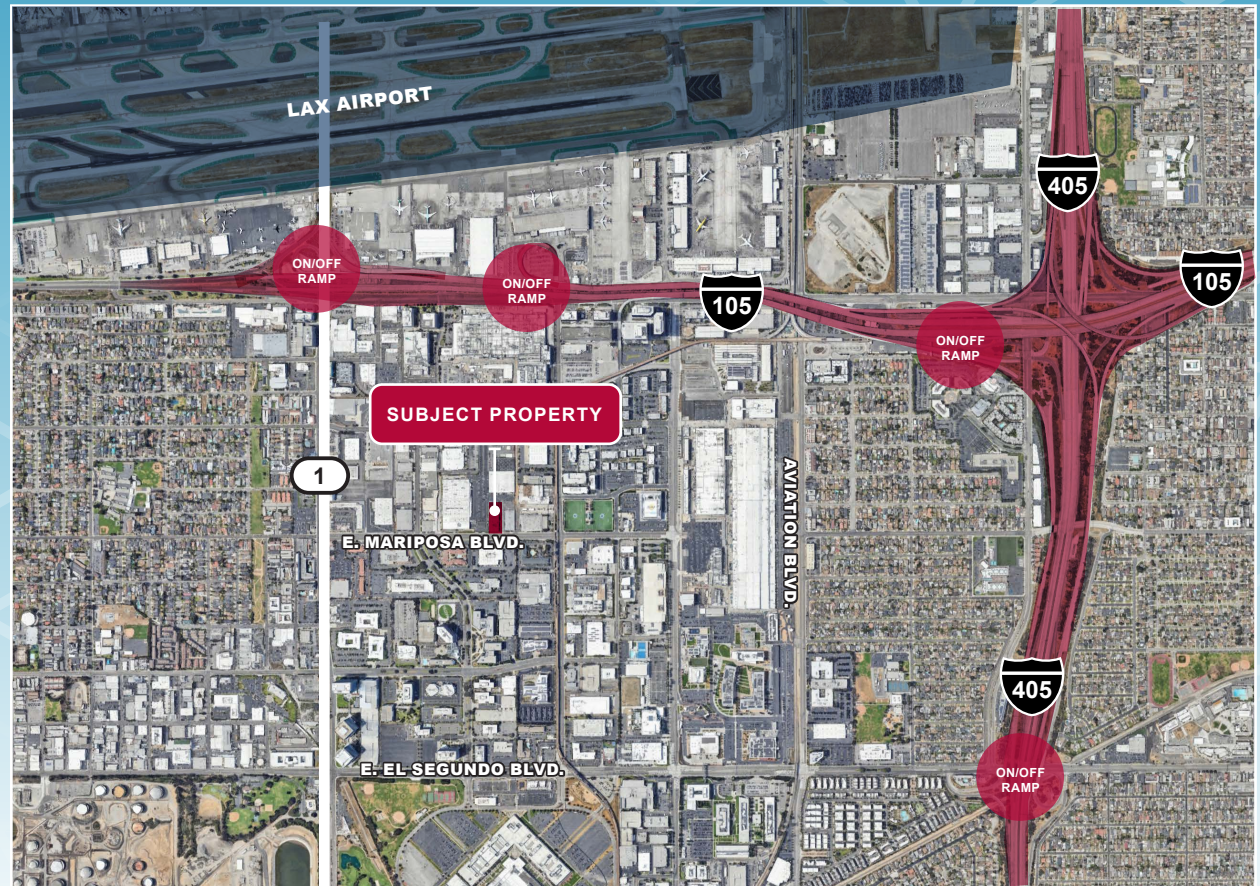 LAX AIRPORT
405
ON/OFF
RAMP
ON/OFF
RAMP
105
105
ON/OFF
RAMP
SUBJECT PROPERTY
1
AVIATION BLVD.
E. MARIPOSA BLVD.
405
E. EL SEGUNDO BLVD.
ON/OFF
RAMP